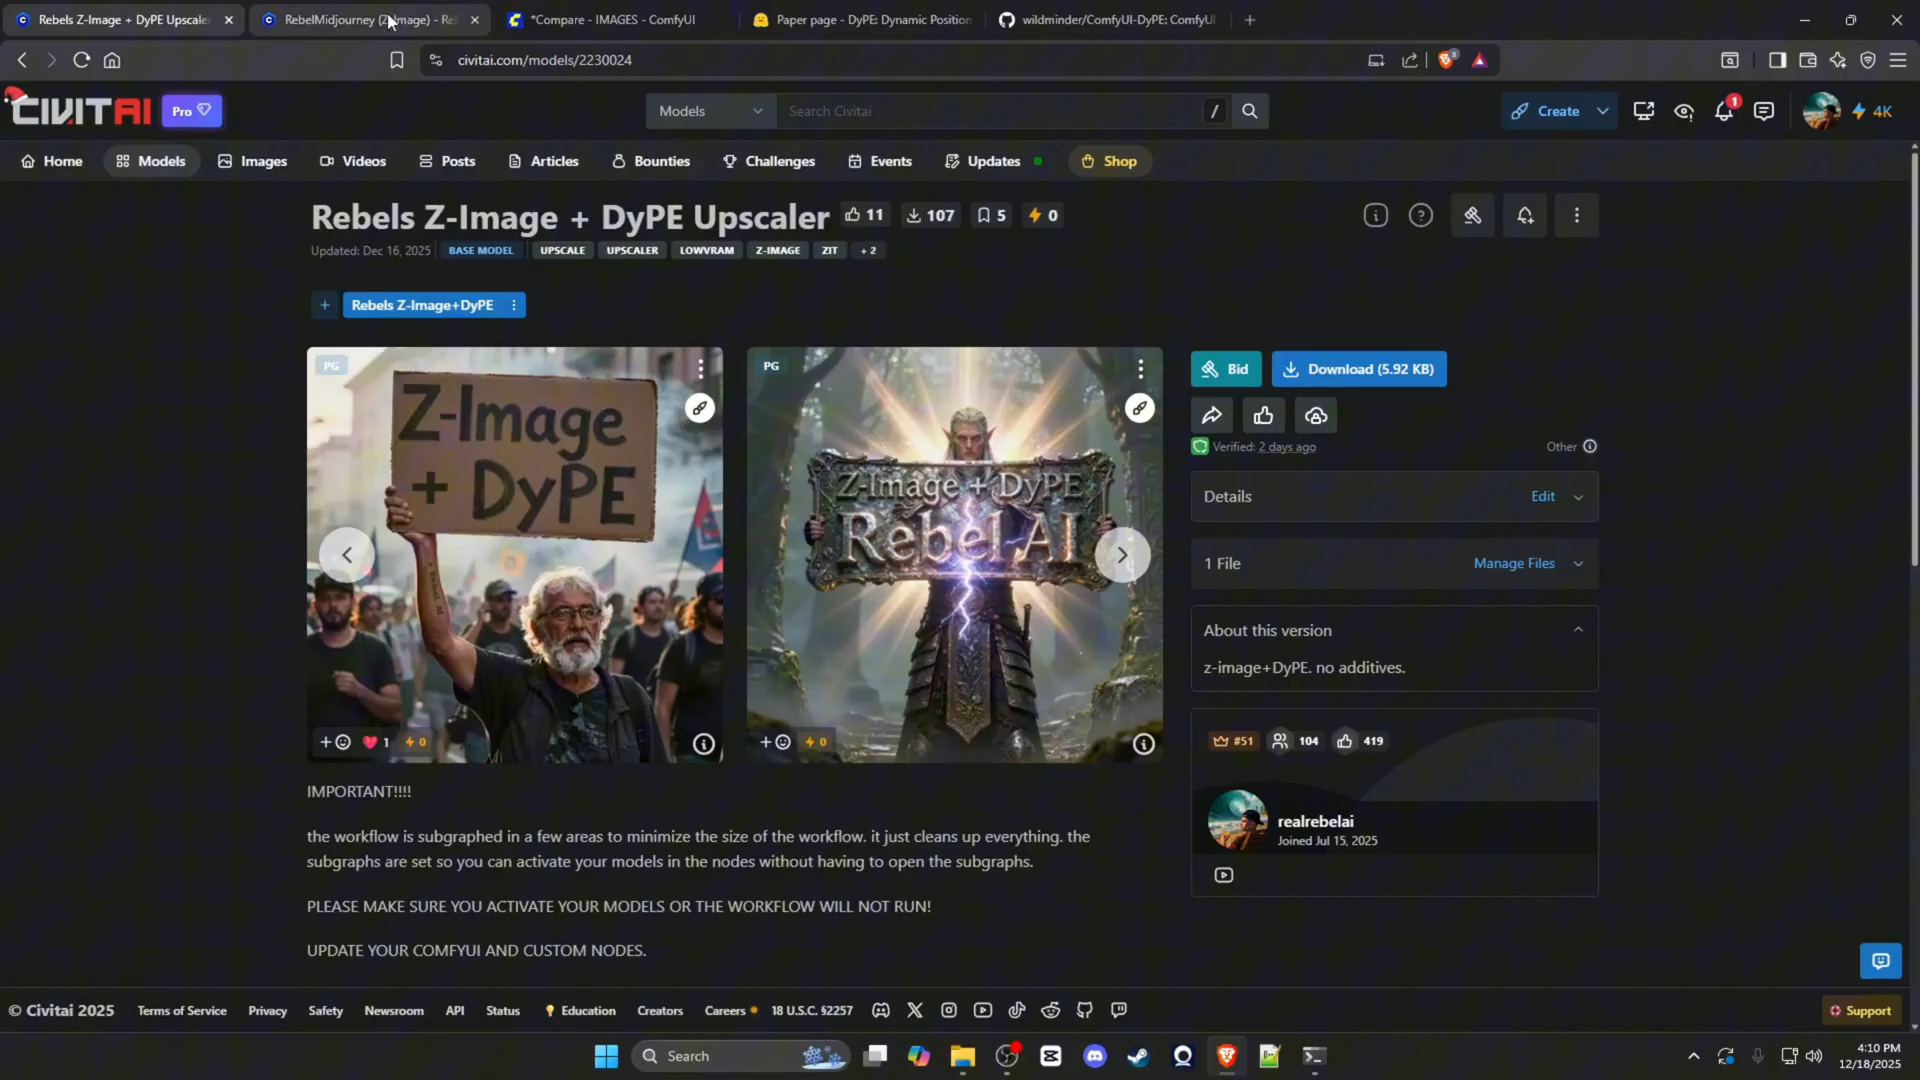 Rebels Z-Image + DyPE Upscaler
RebelMidjourney (Z-Image) - Re
*Compare - IMAGES - ComfyUI
Paper page - DyPE: Dynamic Position
wildminder/ComfyUI-DyPE: ComfyUI
civitai.com/models/2230024
3
CIVITAI
Pro
Models
Search Civitai
/
Create
1
4K
Home
Models
Images
Videos
Posts
Articles
Bounties
Challenges
Events
Updates
Shop
Rebels Z-Image + DyPE Upscaler
11
107
5
0
Updated: Dec 16, 2025
BASE MODEL
UPSCALE
UPSCALER
LOWVRAM
Z-IMAGE
ZIT
+ 2
Rebels Z-Image+DyPE
PG
Z-Image
+ DyPE
1
0
PG
Z-Image + DyPE
Rebel AI
0
Bid
Download (5.92 KB)
Verified: 2 days ago
Other
Details
Edit
1 File
Manage Files
About this version
z-image+DyPE. no additives.
#51
104
419
realrebelai
Joined Jul 15, 2025
IMPORTANT!!!!
the workflow is subgraphed in a few areas to minimize the size of the workflow. it just cleans up everything. the
subgraphs are set so you can activate your models in the nodes without having to open the subgraphs.
PLEASE MAKE SURE YOU ACTIVATE YOUR MODELS OR THE WORKFLOW WILL NOT RUN!
UPDATE YOUR COMFYUI AND CUSTOM NODES.
© Civitai 2025
Terms of Service
Privacy
Safety
Newsroom
API
Status
Education
Creators
Careers
18 U.S.C. §2257
Support
Search
4:10 PM
12/18/2025